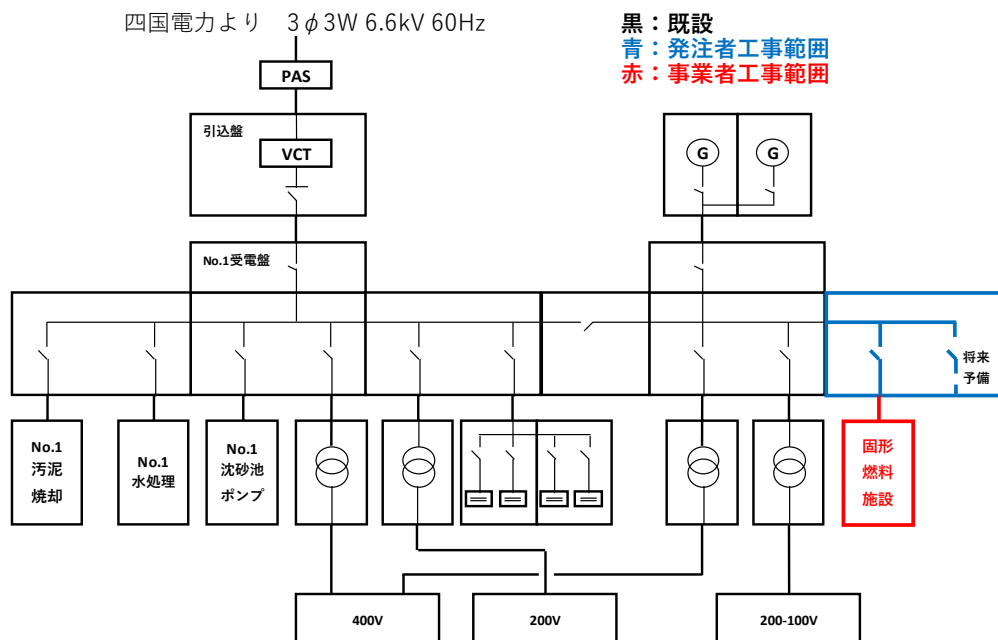 四国電力より　3φ3W 6.6kV 60Hz
黒：既設
青：発注者工事範囲
赤：事業者工事範囲
PAS
引込盤
VCT
G
G
No.1受電盤
将来
予備
No.1
汚泥
焼却
No.1
水処理
No.1
沈砂池
ポンプ
固形
燃料
施設
400V
200V
200-100V